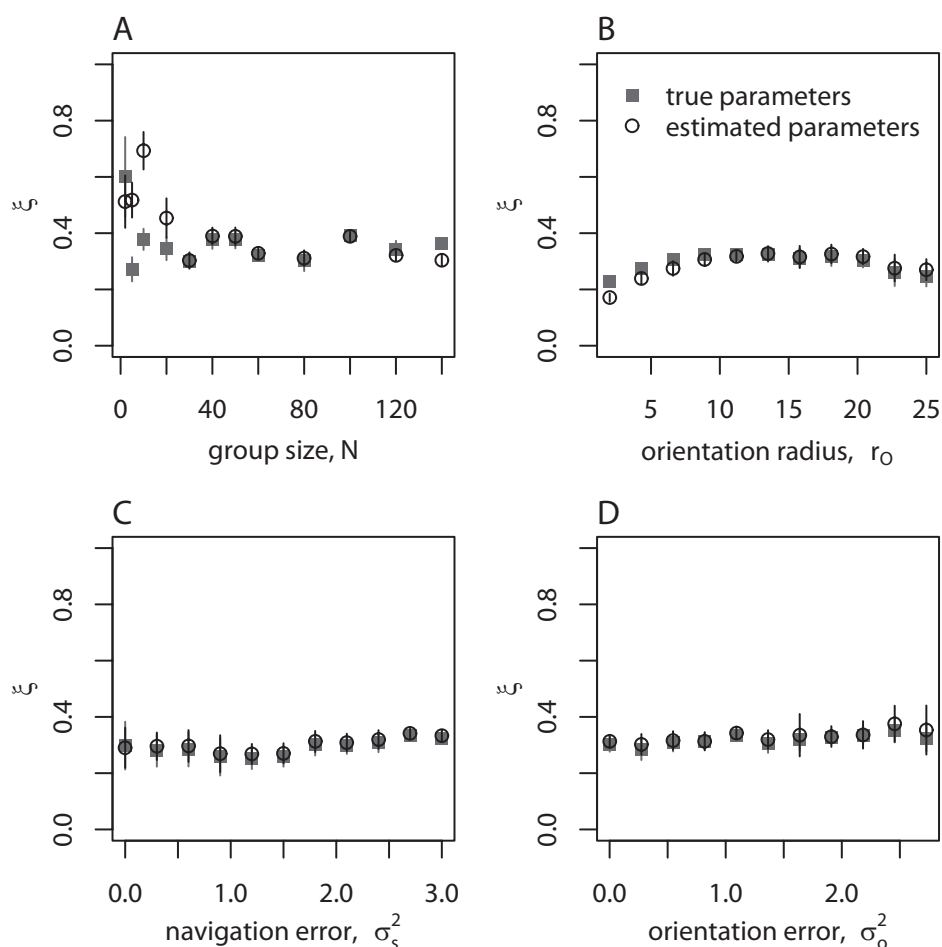 A
ξ
0.0 0.4 0.8
0 40 80 120
group size, N
B
true parameters
estimated parameters
ξ
0.0 0.4 0.8
5 10 15 20 25
orientation radius, r_O
C
ξ
0.0 0.4 0.8
0.0 1.0 2.0 3.0
navigation error, σ_s^2
D
ξ
0.0 0.4 0.8
0.0 1.0 2.0
orientation error, σ_o^2